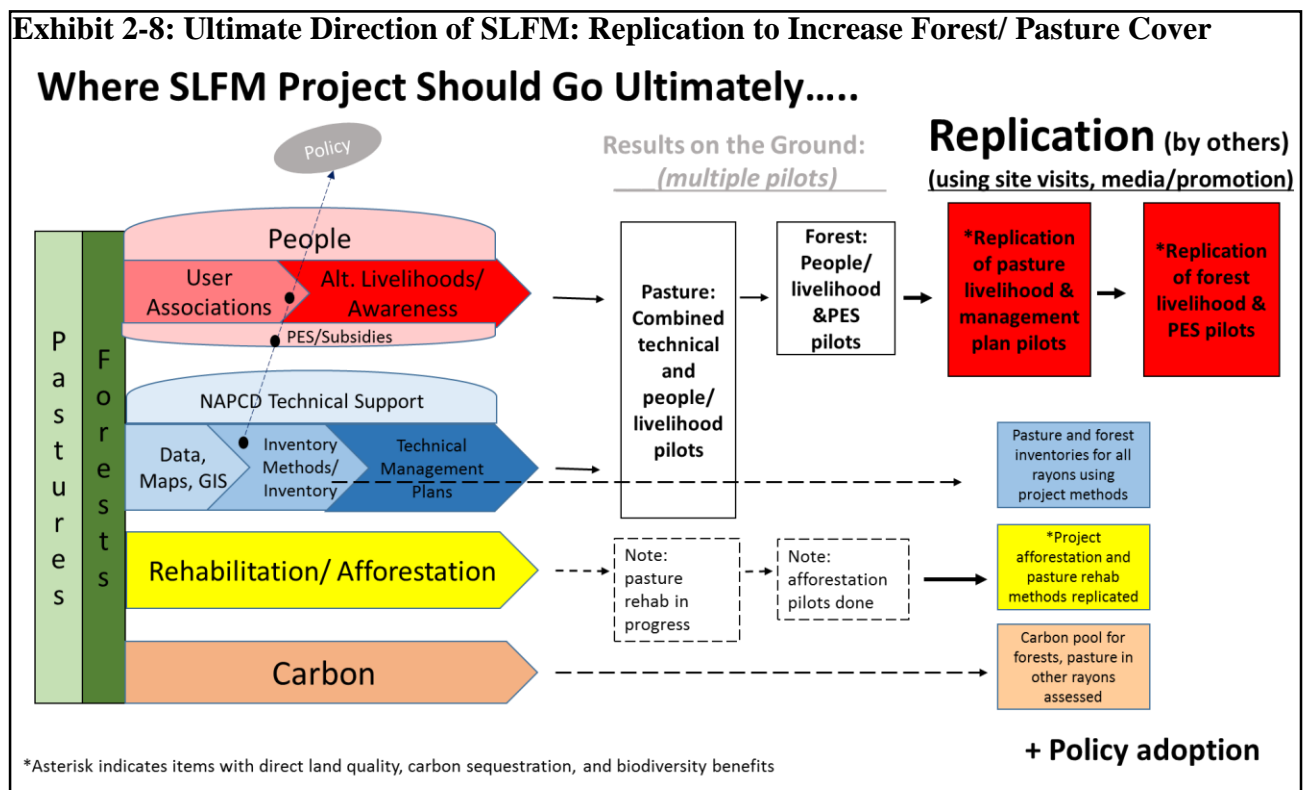 Exhibit 2-8: Ultimate Direction of SLFM: Replication to Increase Forest/ Pasture Cover
Where SLFM Project Should Go Ultimately…..
Policy
Results on the Ground:
(multiple pilots)
Replication (by others)
(using site visits, media/promotion)
Pastures
Forests
People
User
Associations
Alt. Livelihoods/
Awareness
PES/Subsidies
NAPCD Technical Support
Data,
Maps, GIS
Inventory
Methods/
Inventory
Technical
Management
Plans
Rehabilitation/ Afforestation
Carbon
Pasture:
Combined
technical
and
people/
livelihood
pilots
Forest:
People/
livelihood
&PES
pilots
*Replication
of pasture
livelihood &
management
plan pilots
*Replication
of forest
livelihood &
PES pilots
Note:
pasture
rehab in
progress
Note:
afforestation
pilots done
Pasture and forest
inventories for all
rayons using
project methods
*Project
afforestation and
pasture rehab
methods replicated
Carbon pool for
forests, pasture in
other rayons
assessed
+ Policy adoption
*Asterisk indicates items with direct land quality, carbon sequestration, and biodiversity benefits